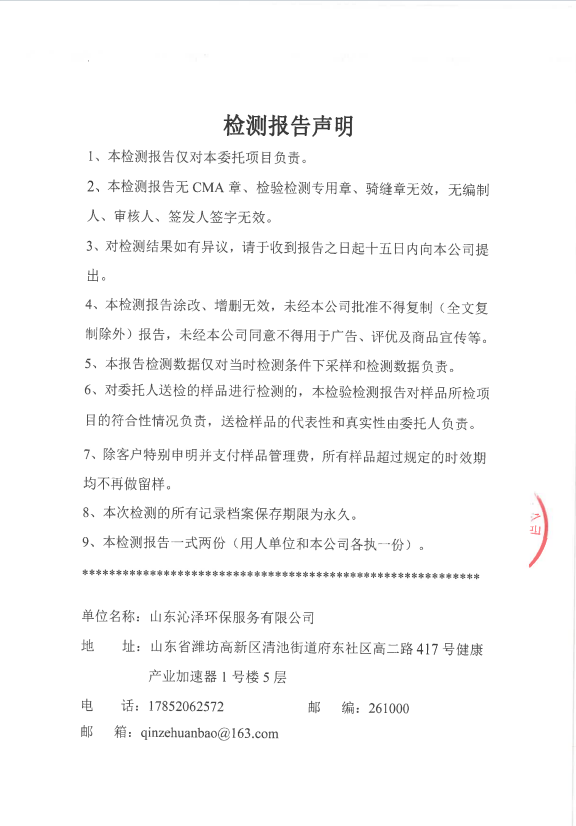 检测报告声明
1、本检测报告仅对本委托项目负责。
2、本检测报告无 CMA 章、检验检测专用章、骑缝章无效，无编制
人、审核人、签发人签字无效。
3、对检测结果如有异议，请于收到报告之日起十五日内向本公司提
出。
4、本检测报告涂改、增删无效，未经本公司批准不得复制（全文复
制除外）报告，未经本公司同意不得用于广告、评优及商品宣传等。
5、本报告检测数据仅对当时检测条件下采样和检测数据负责。
6、对委托人送检的样品进行检测的，本检验检测报告对样品所检项
目的符合性情况负责，送检样品的代表性和真实性由委托人负责。
7、除客户特别申明并支付样品管理费，所有样品超过规定的时效期
均不再做留样。
8、本次检测的所有记录档案保存期限为永久。
9、本检测报告一式两份（用人单位和本公司各执一份）。
***********************************************************
单位名称：山东沁泽环保服务有限公司
地 址：山东省潍坊高新区清池街道府东社区高二路 417 号健康
产业加速器 1 号楼 5 层
电 话：17852062572 邮 编：261000
邮 箱：qinzehuanbao@163.com